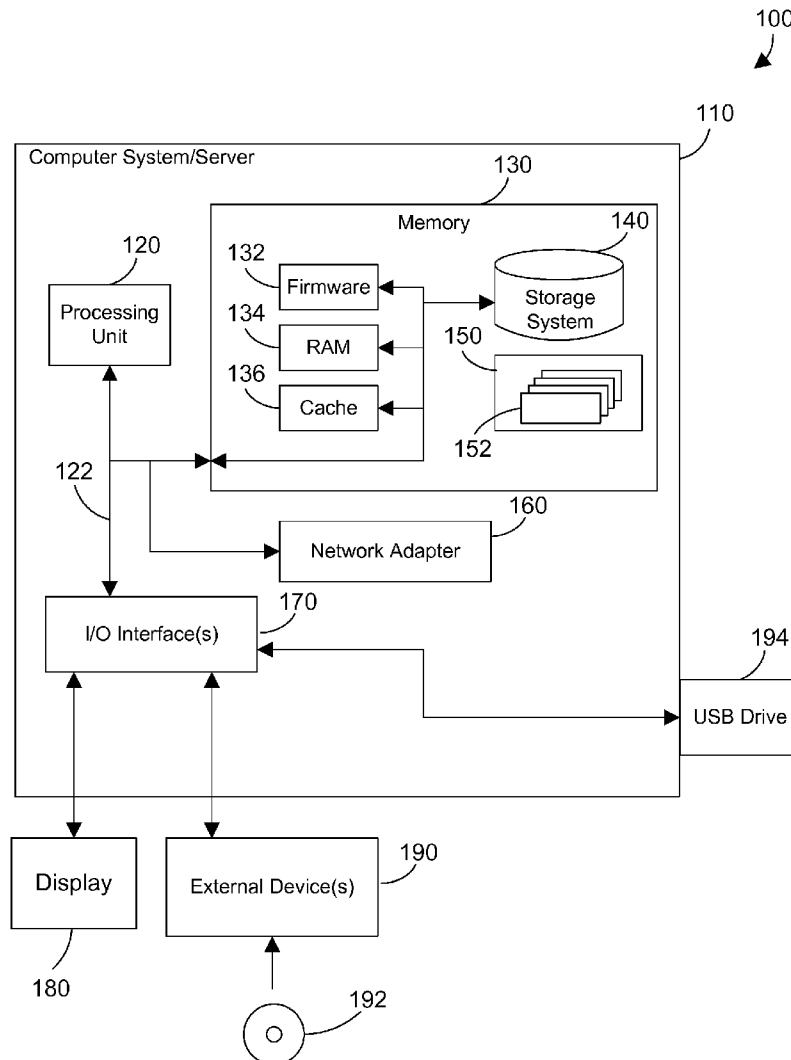 100
110
Computer System/Server
130
Memory
120
140
132
Firmware
Processing
Unit
Storage
System
134
RAM
150
136
Cache
152
122
160
Network Adapter
170
I/O Interface(s)
194
USB Drive
Display
External Device(s)
190
180
192